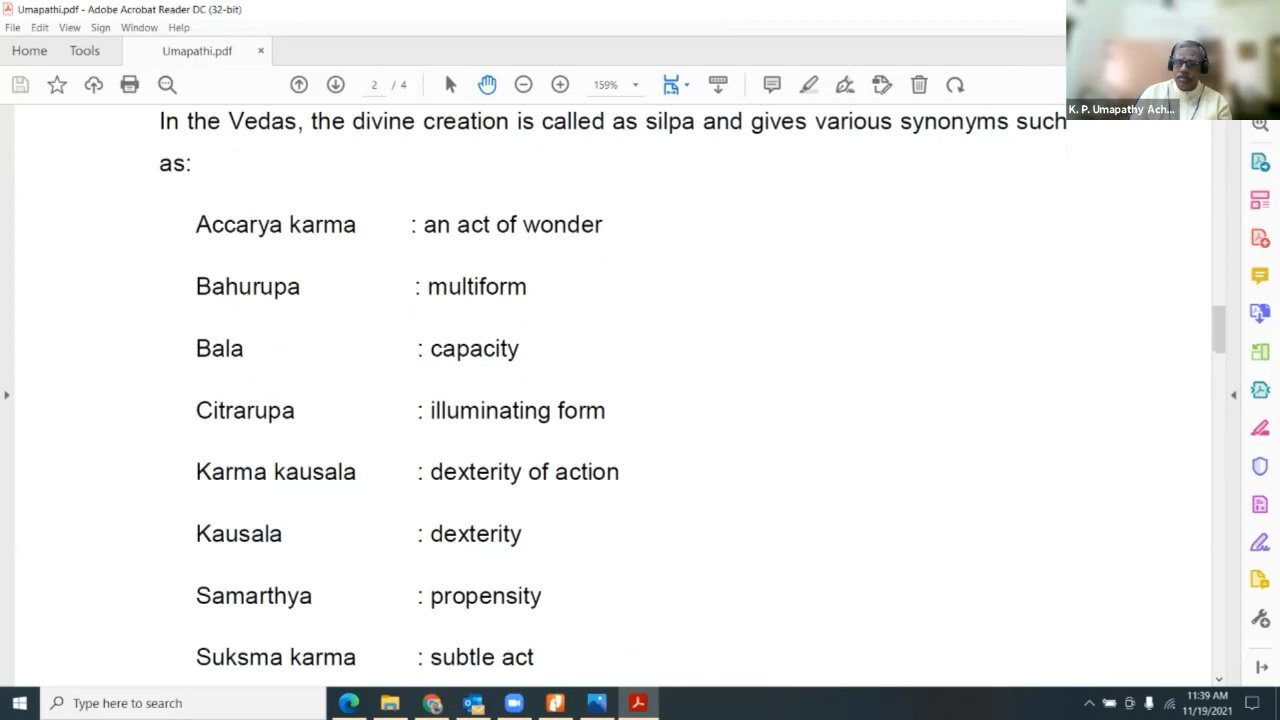 Umapathi.pdf - Adobe Acrobat Reader DC (32-bit)
File Edit View Sign Window Help
Home Tools Umapathi.pdf ×
2 / 4 159%
K. P. Umapathy Ach...
In the Vedas, the divine creation is called as silpa and gives various synonyms such
as:
Accarya karma : an act of wonder
Bahurupa : multiform
Bala : capacity
Citrarupa : illuminating form
Karma kausala : dexterity of action
Kausala : dexterity
Samarthya : propensity
Suksma karma : subtle act
Type here to search
11:39 AM
11/19/2021